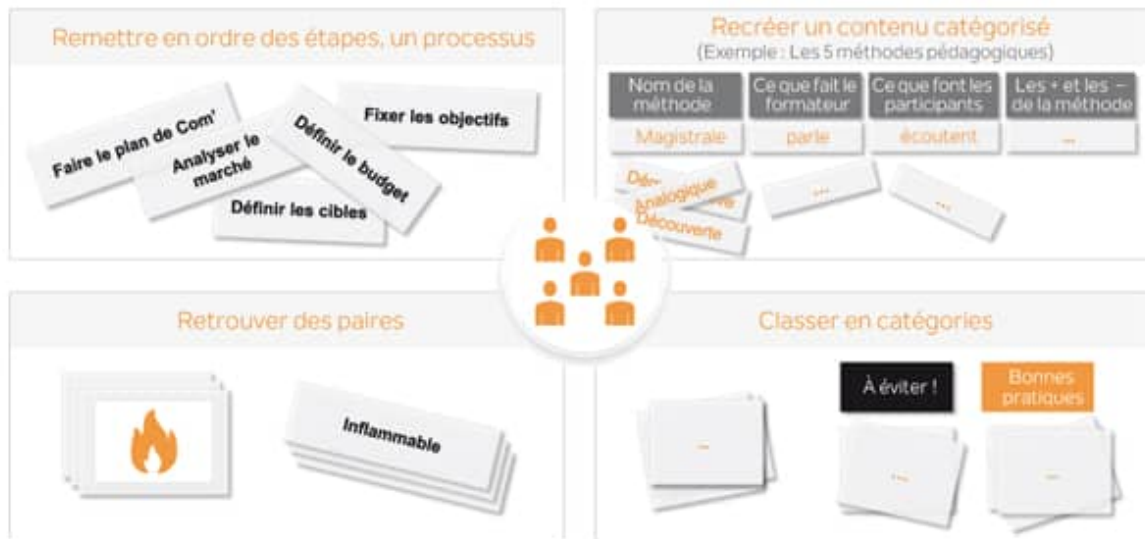 Remettre en ordre des étapes, un processus
Faire le plan de Com'
Analyser le
marché
Définir le budget
Fixer les objectifs
Définir les cibles
Recréer un contenu catégorisé
(Exemple : Les 5 méthodes pédagogiques)
Nom de la
méthode
Ce que fait le
formateur
Ce que font les
participants
Les + et les –
de la méthode
Magistrale
parle
écoutent
...
Analogique
Découverte
...
...
Retrouver des paires
Inflammable
Classer en catégories
À éviter !
Bonnes
pratiques
...
...
...